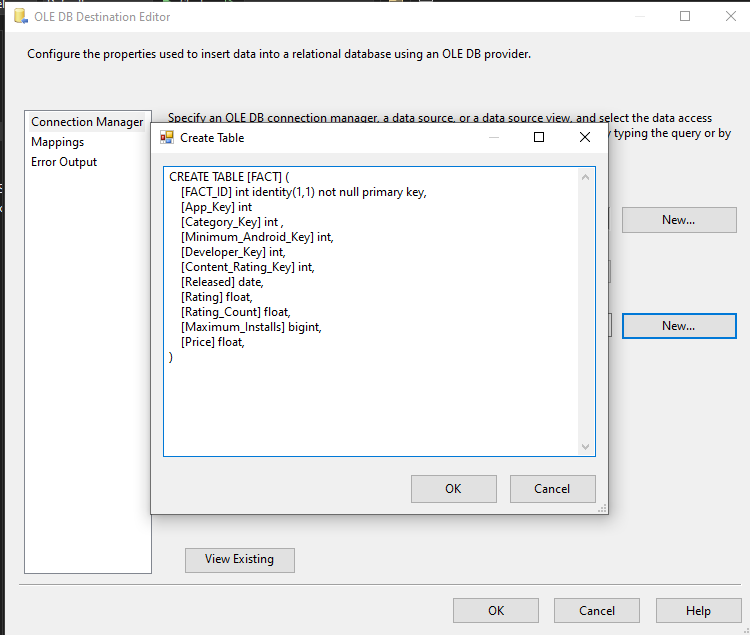 OLE DB Destination Editor
Configure the properties used to insert data into a relational database using an OLE DB provider.
Connection Manager
Mappings
Error Output
Specify an OLE DB connection manager, a data source, or a data source view, and select the data access
typing the query or by
Create Table
CREATE TABLE [FACT] (
[FACT_ID] int identity(1,1) not null primary key,
[App_Key] int
[Category_Key] int ,
[Minimum_Android_Key] int,
[Developer_Key] int,
[Content_Rating_Key] int,
[Released] date,
[Rating] float,
[Rating_Count] float,
[Maximum_Installs] bigint,
[Price] float,
)
OK
Cancel
New...
New...
View Existing
OK
Cancel
Help